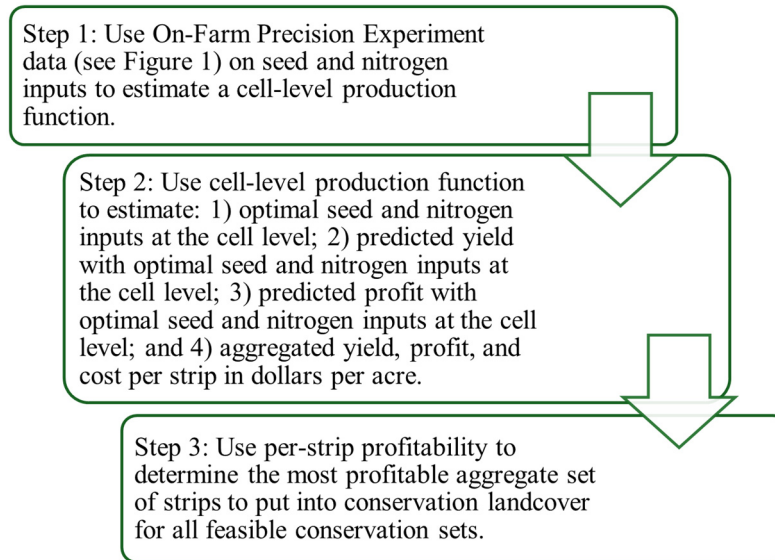 Step 1: Use On-Farm Precision Experiment
data (see Figure 1) on seed and nitrogen
inputs to estimate a cell-level production
function.
Step 2: Use cell-level production function
to estimate: 1) optimal seed and nitrogen
inputs at the cell level; 2) predicted yield
with optimal seed and nitrogen inputs at
the cell level; 3) predicted profit with
optimal seed and nitrogen inputs at the cell
level; and 4) aggregated yield, profit, and
cost per strip in dollars per acre.
Step 3: Use per-strip profitability to
determine the most profitable aggregate set
of strips to put into conservation landcover
for all feasible conservation sets.